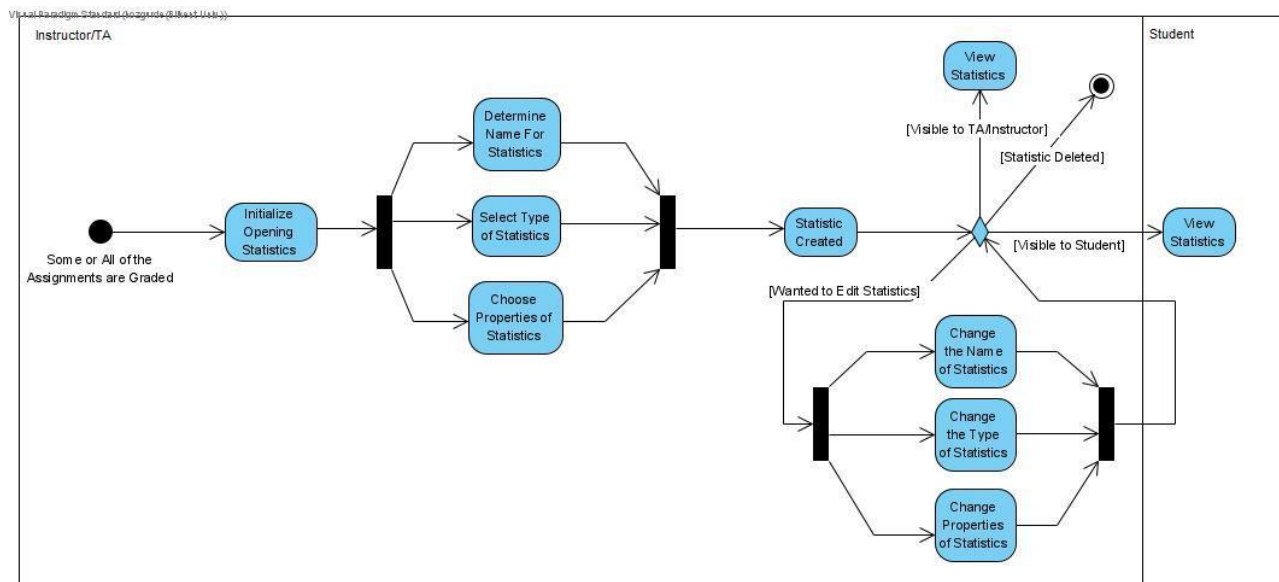 Instructor/TA
Student
View
Statistics
[Visible to TA/Instructor]
[Statistic Deleted]
Determine
Name For
Statistics
Initialize
Opening
Statistics
Select Type
of Statistics
Statistic
Created
View
Statistics
[Visible to Student]
Some or All of the
Assignments are Graded
Choose
Properties of
Statistics
[Wanted to Edit Statistics]
Change
the Name
of Statistics
Change
the Type
of Statistics
Change
Properties
of Statistics